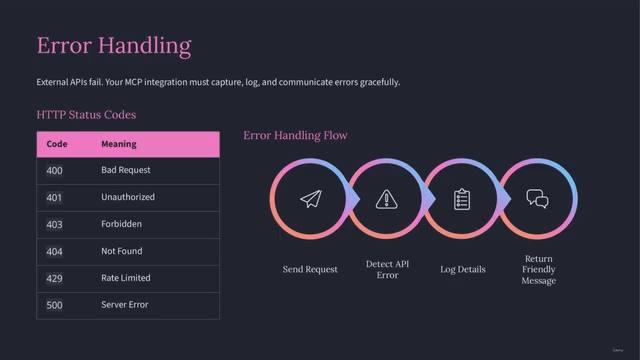 Error Handling
External APIs fail. Your MCP integration must capture, log, and communicate errors gracefully.
HTTP Status Codes
Code Meaning
400 Bad Request
401 Unauthorized
403 Forbidden
404 Not Found
429 Rate Limited
500 Server Error
Error Handling Flow
Send Request
Detect API
Error
Log Details
Return
Friendly
Message